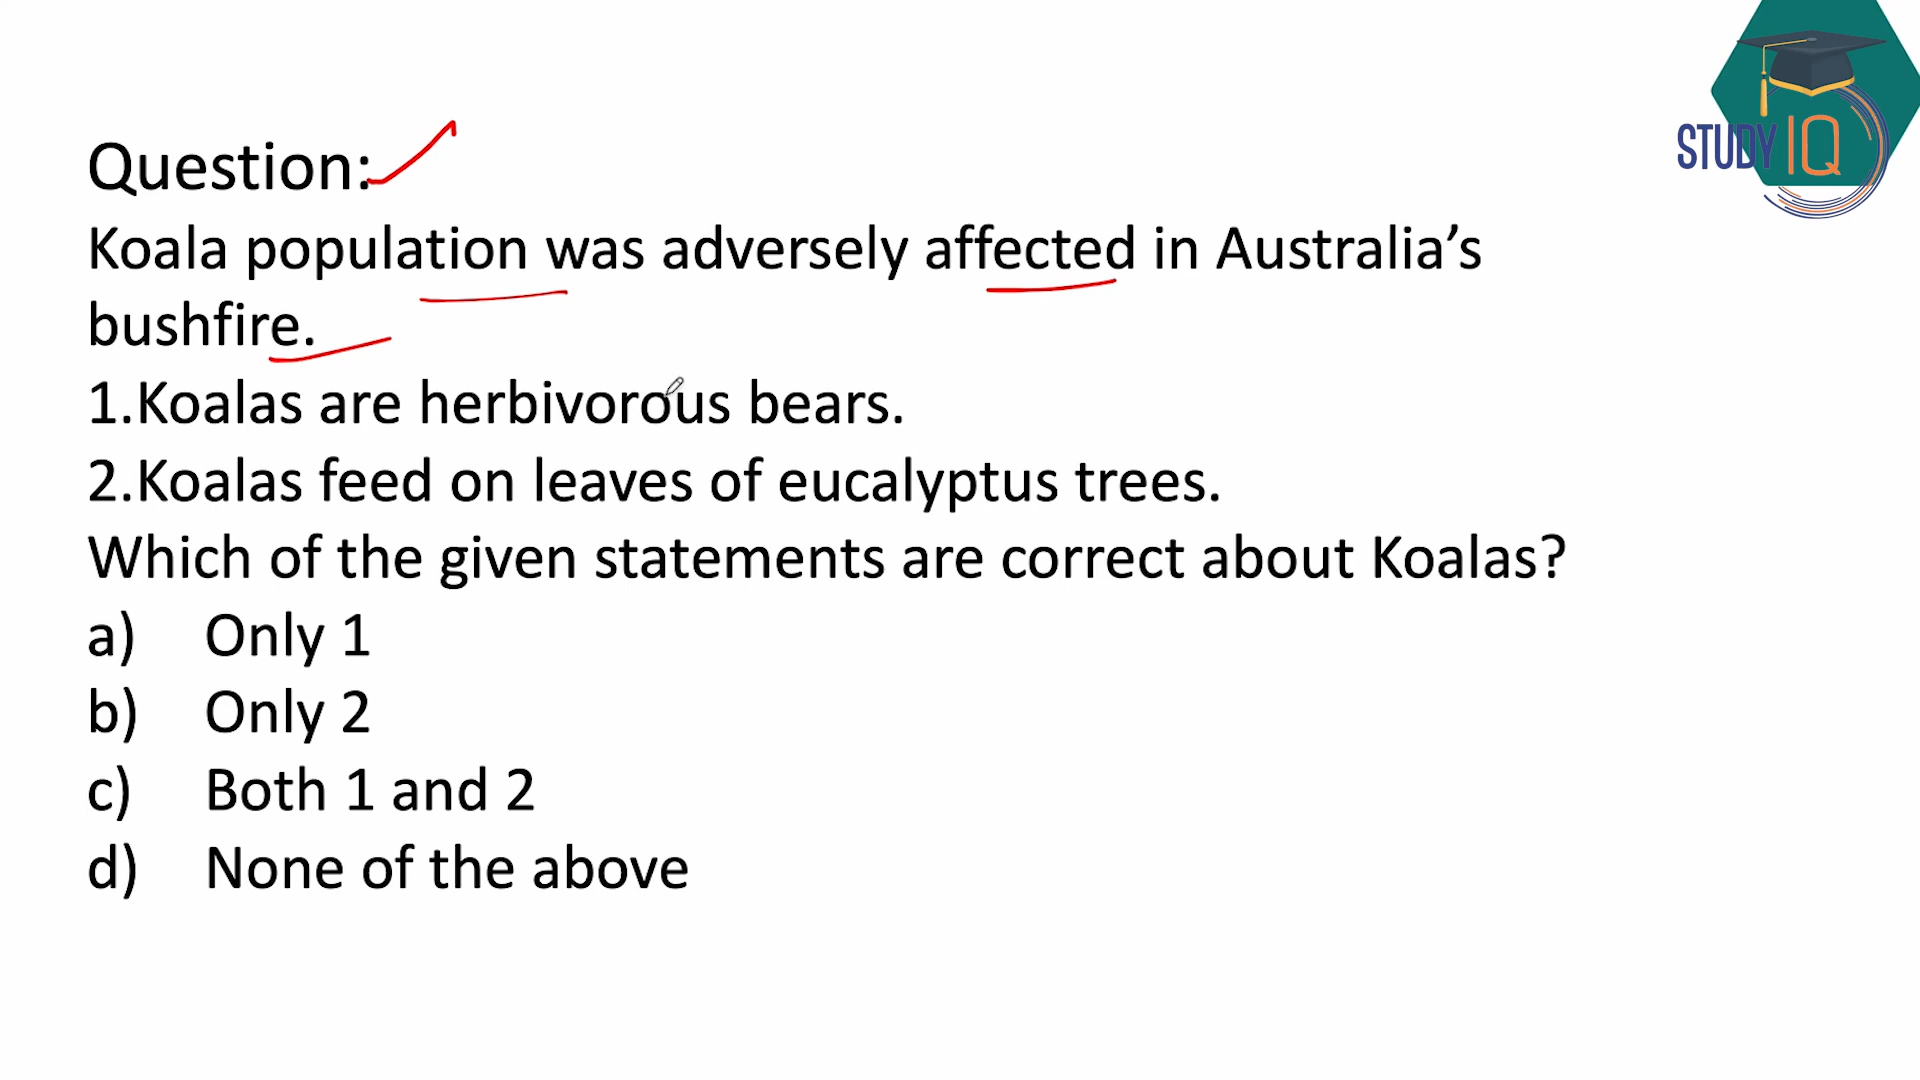 STUDY IQ
Question:
Koala population was adversely affected in Australia’s
bushfire.
1.Koalas are herbivorous bears.
2.Koalas feed on leaves of eucalyptus trees.
Which of the given statements are correct about Koalas?
a) Only 1
b) Only 2
c) Both 1 and 2
d) None of the above